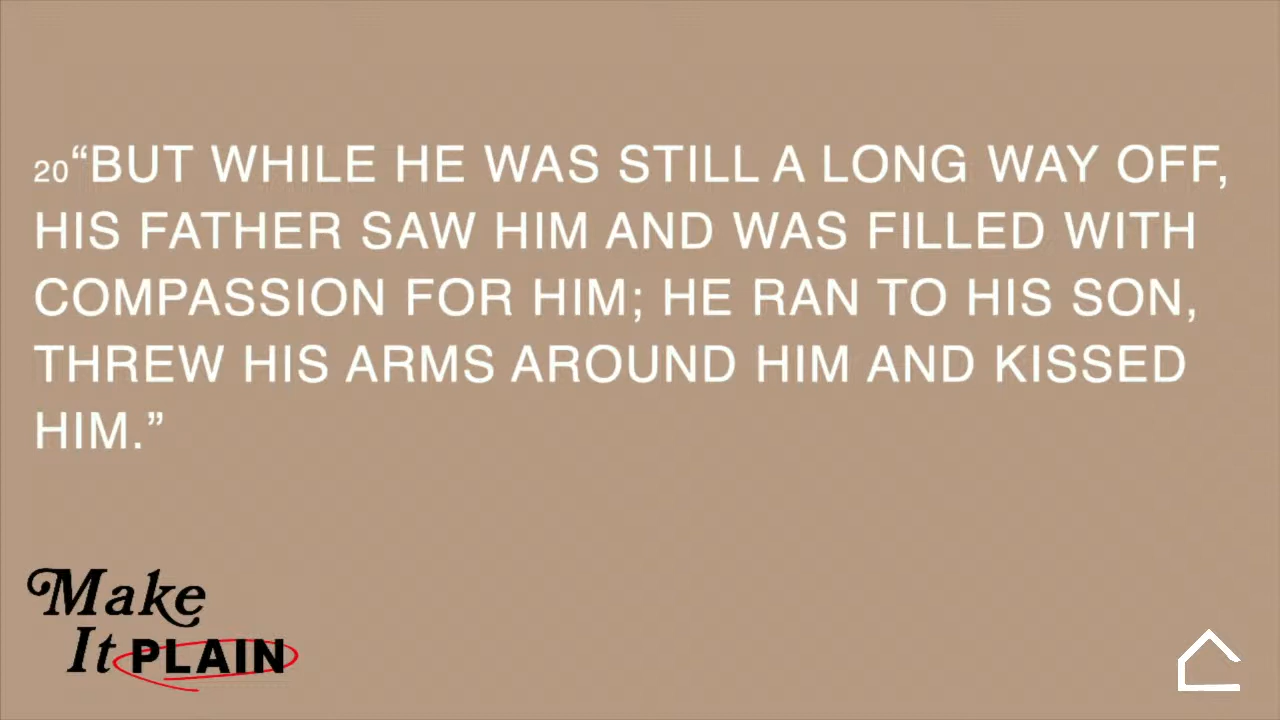 20“BUT WHILE HE WAS STILL A LONG WAY OFF,
HIS FATHER SAW HIM AND WAS FILLED WITH
COMPASSION FOR HIM; HE RAN TO HIS SON,
THREW HIS ARMS AROUND HIM AND KISSED
HIM.”
Make
It PLAIN